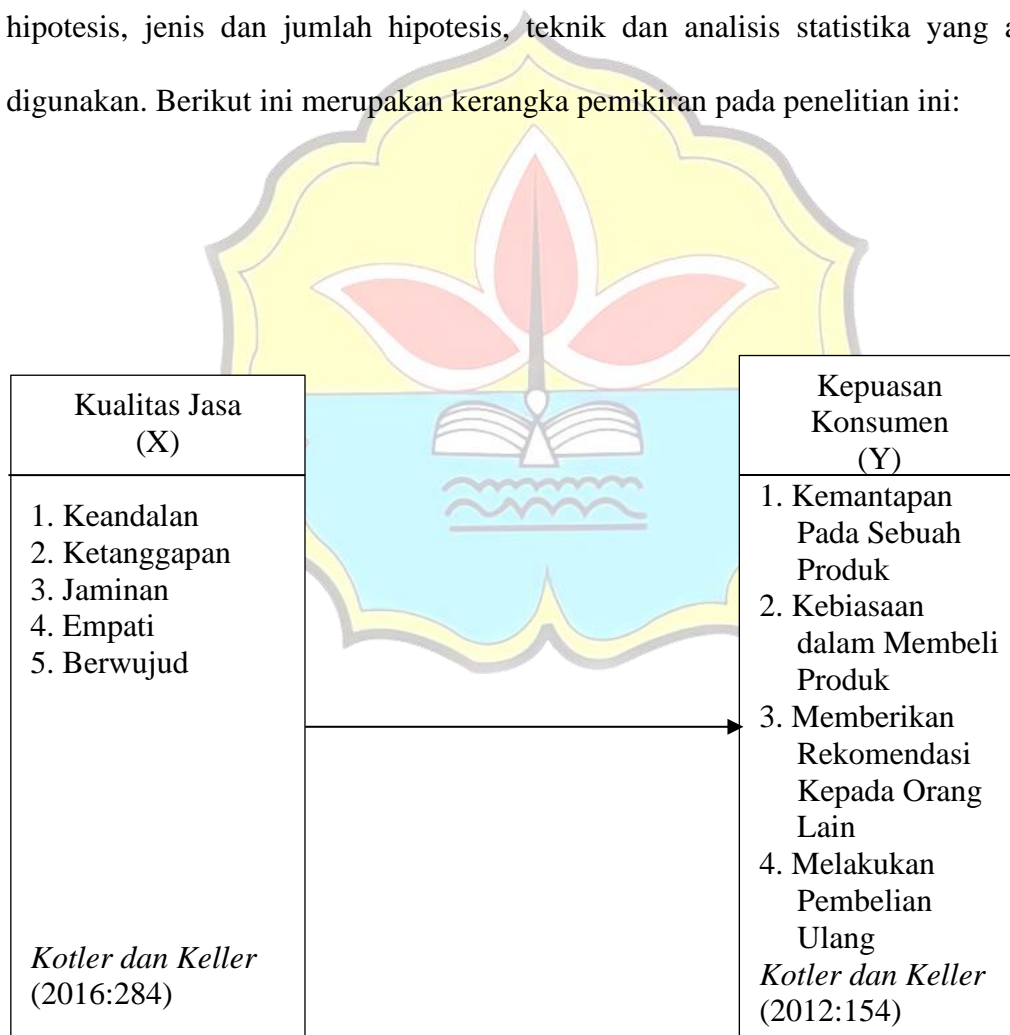 hipotesis, jenis dan jumlah hipotesis, teknik dan analisis statistika yang a
digunakan. Berikut ini merupakan kerangka pemikiran pada penelitian ini:
Kualitas Jasa
(X)
1. Keandalan
2. Ketanggapan
3. Jaminan
4. Empati
5. Berwujud
Kotler dan Keller
(2016:284)
Kepuasan
Konsumen
(Y)
1. Kemantapan
Pada Sebuah
Produk
2. Kebiasaan
dalam Membeli
Produk
3. Memberikan
Rekomendasi
Kepada Orang
Lain
4. Melakukan
Pembelian
Ulang
Kotler dan Keller
(2012:154)